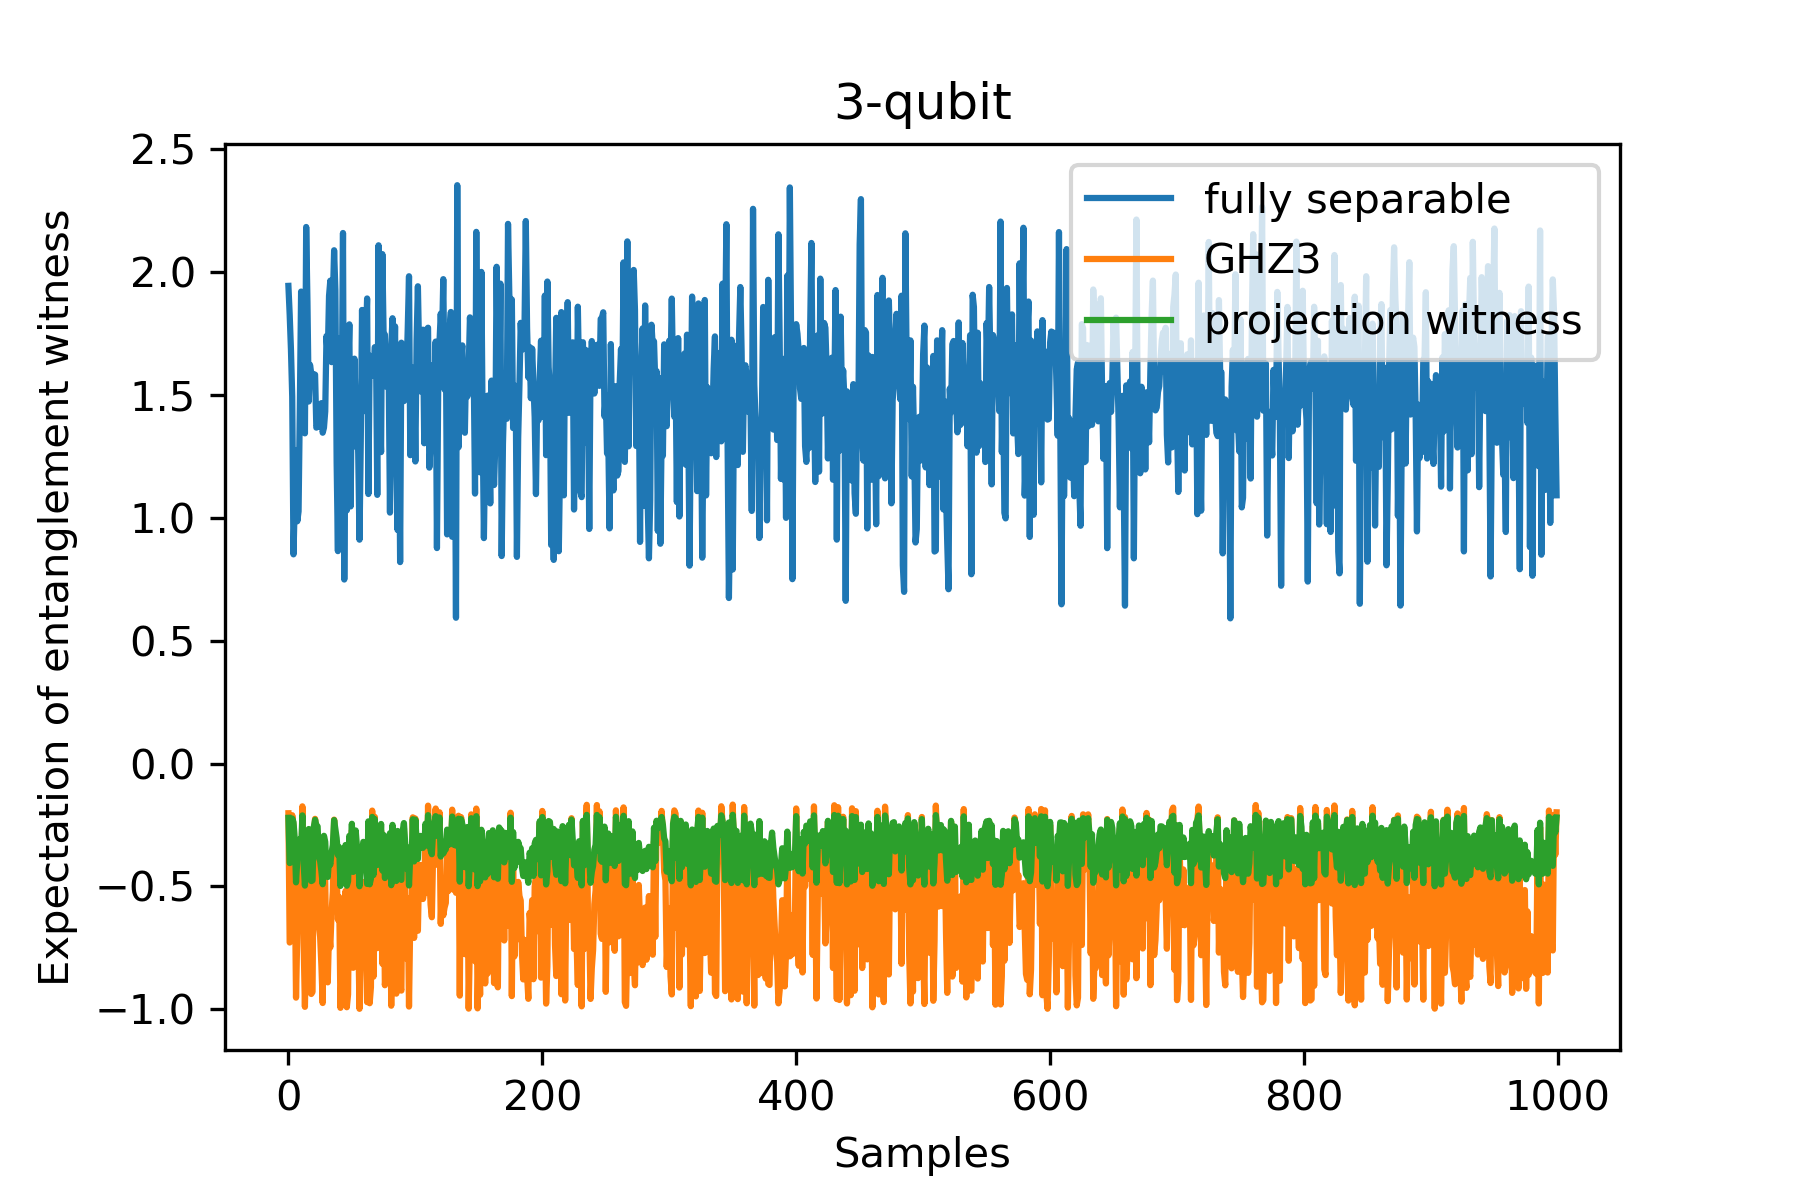 3-qubit
Expectation of entanglement witness
2.5
2.0
1.5
1.0
0.5
0.0
−0.5
−1.0
fully separable
GHZ3
projection witness
0 200 400 600 800 1000
Samples